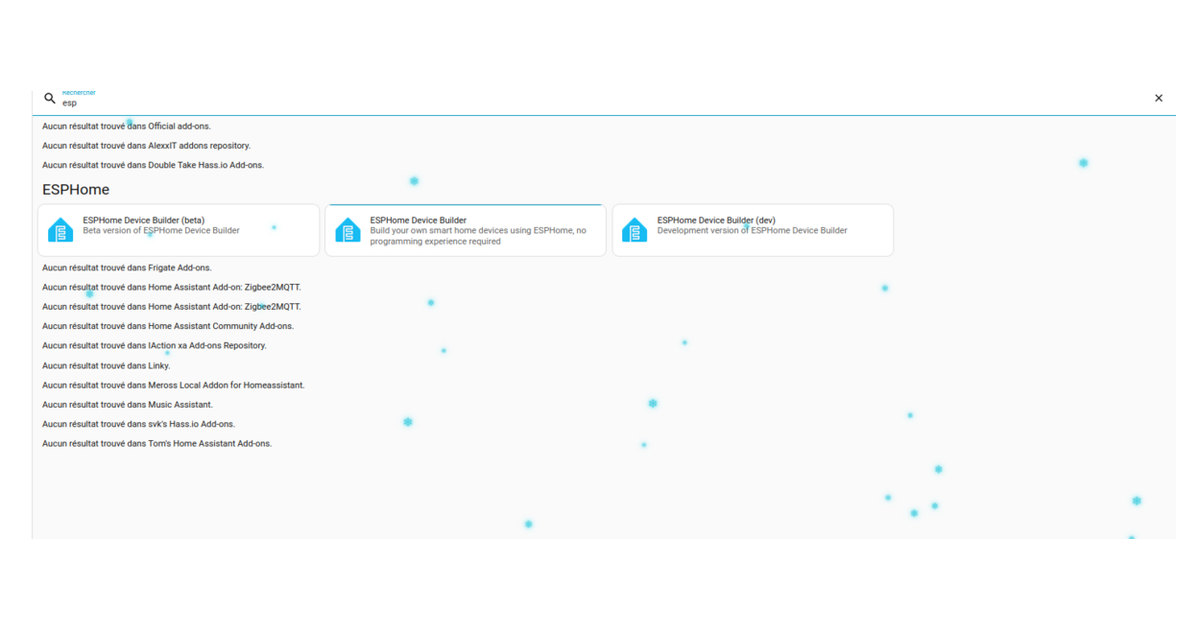 Rechercher
esp
Aucun résultat trouvé dans Official add-ons.
Aucun résultat trouvé dans AlexxIT addons repository.
Aucun résultat trouvé dans Double Take Hass.io Add-ons.
ESPHome
ESPHome Device Builder (beta)
Beta version of ESPHome Device Builder
ESPHome Device Builder
Build your own smart home devices using ESPHome, no
programming experience required
ESPHome Device Builder (dev)
Development version of ESPHome Device Builder
Aucun résultat trouvé dans Frigate Add-ons.
Aucun résultat trouvé dans Home Assistant Add-on: Zigbee2MQTT.
Aucun résultat trouvé dans Home Assistant Add-on: Zigbee2MQTT.
Aucun résultat trouvé dans Home Assistant Community Add-ons.
Aucun résultat trouvé dans IAction xa Add-ons Repository.
Aucun résultat trouvé dans Linky.
Aucun résultat trouvé dans Meross Local Addon for Homeassistant.
Aucun résultat trouvé dans Music Assistant.
Aucun résultat trouvé dans svk's Hass.io Add-ons.
Aucun résultat trouvé dans Tom's Home Assistant Add-ons.